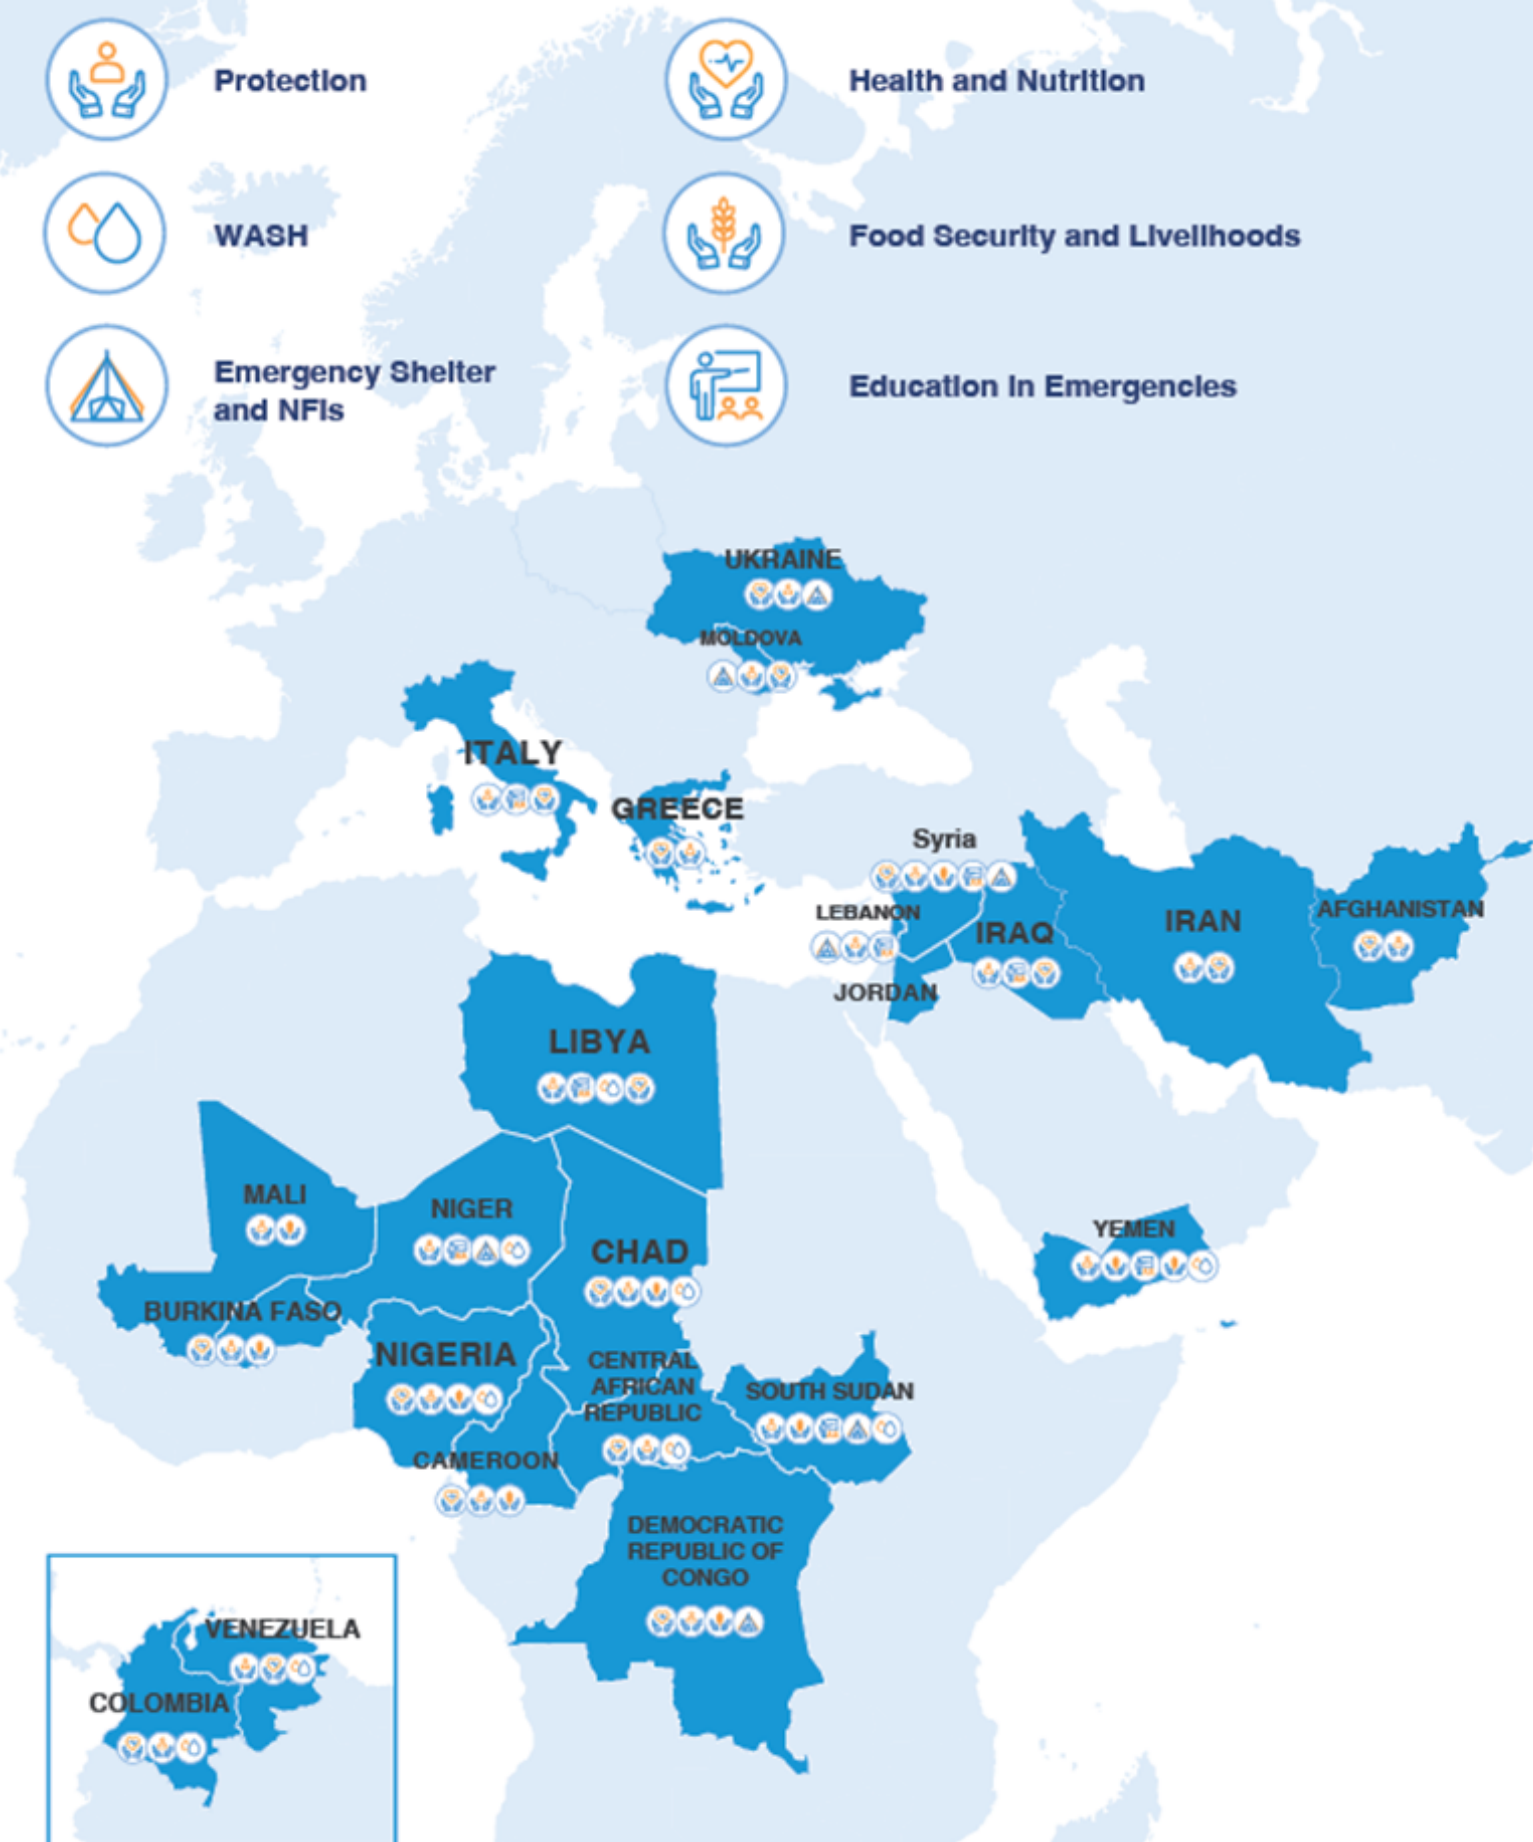 Protection
Health and Nutrition
WASH
Food Security and Livelihoods
Emergency Shelter
and NFIs
Education in Emergencies
UKRAINE
MOLDOVA
ITALY
GREECE
Syria
LEBANON
IRAQ
IRAN
AFGHANISTAN
JORDAN
LIBYA
MALI
NIGER
CHAD
YEMEN
BURKINA FASO
NIGERIA
CENTRAL
AFRICAN
REPUBLIC
SOUTH SUDAN
CAMEROON
DEMOCRATIC
REPUBLIC OF
CONGO
VENEZUELA
COLOMBIA